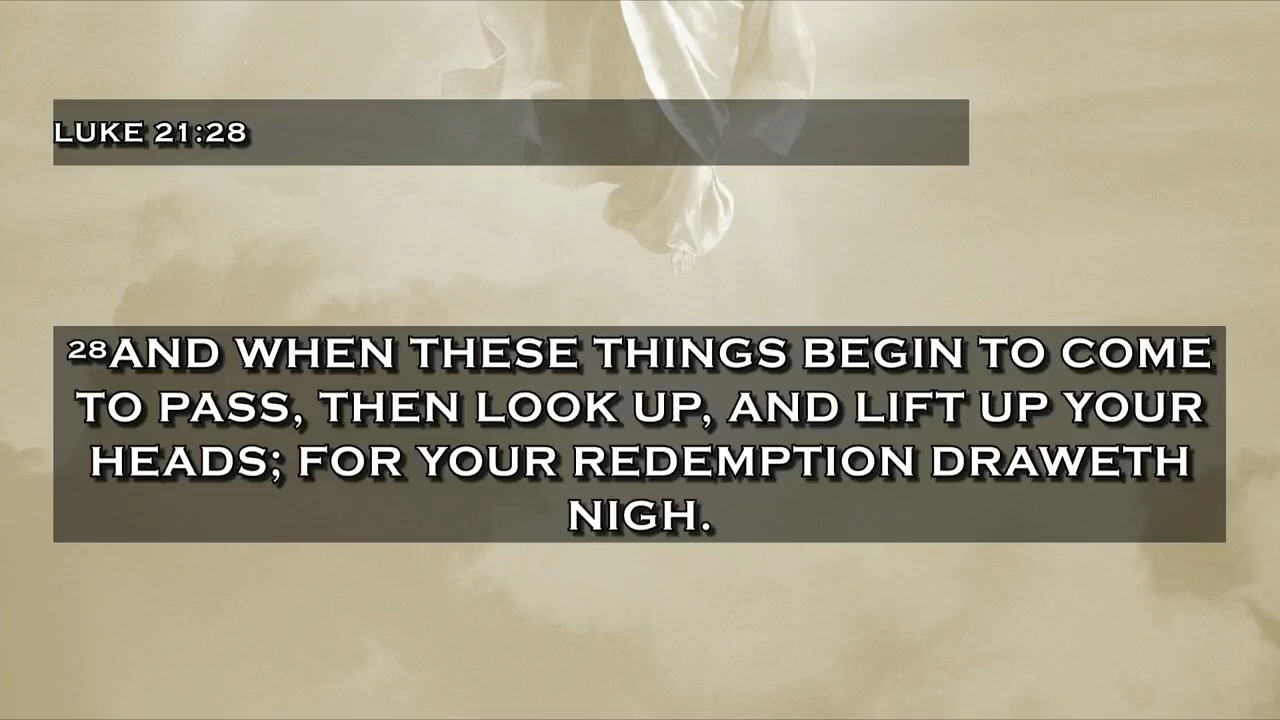 LUKE 21:28
28AND WHEN THESE THINGS BEGIN TO COME
TO PASS, THEN LOOK UP, AND LIFT UP YOUR
HEADS; FOR YOUR REDEMPTION DRAWETH
NIGH.